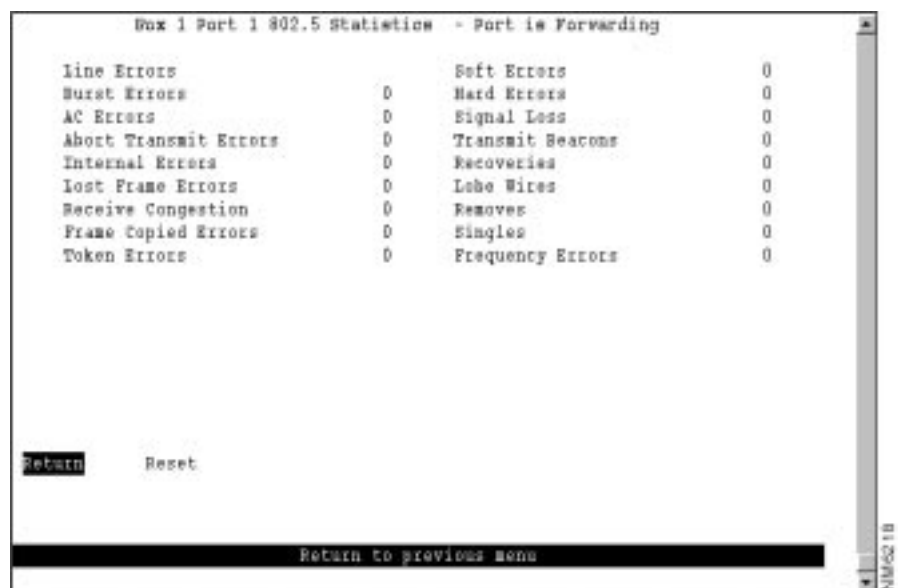 Box 1 Port 1 802.5 Statistics - Port is Forwarding
Line Errors Soft Errors 0
Burst Errors 0 Hard Errors 0
AC Errors 0 Signal Loss 0
Abort Transmit Errors 0 Transmit Beacons 0
Internal Errors 0 Recoveries 0
Lost Frame Errors 0 Lobe Wires 0
Receive Congestion 0 Removes 0
Frame Copied Errors 0 Singles 0
Token Errors 0 Frequency Errors 0
Return Reset
Return to previous menu
NM6218